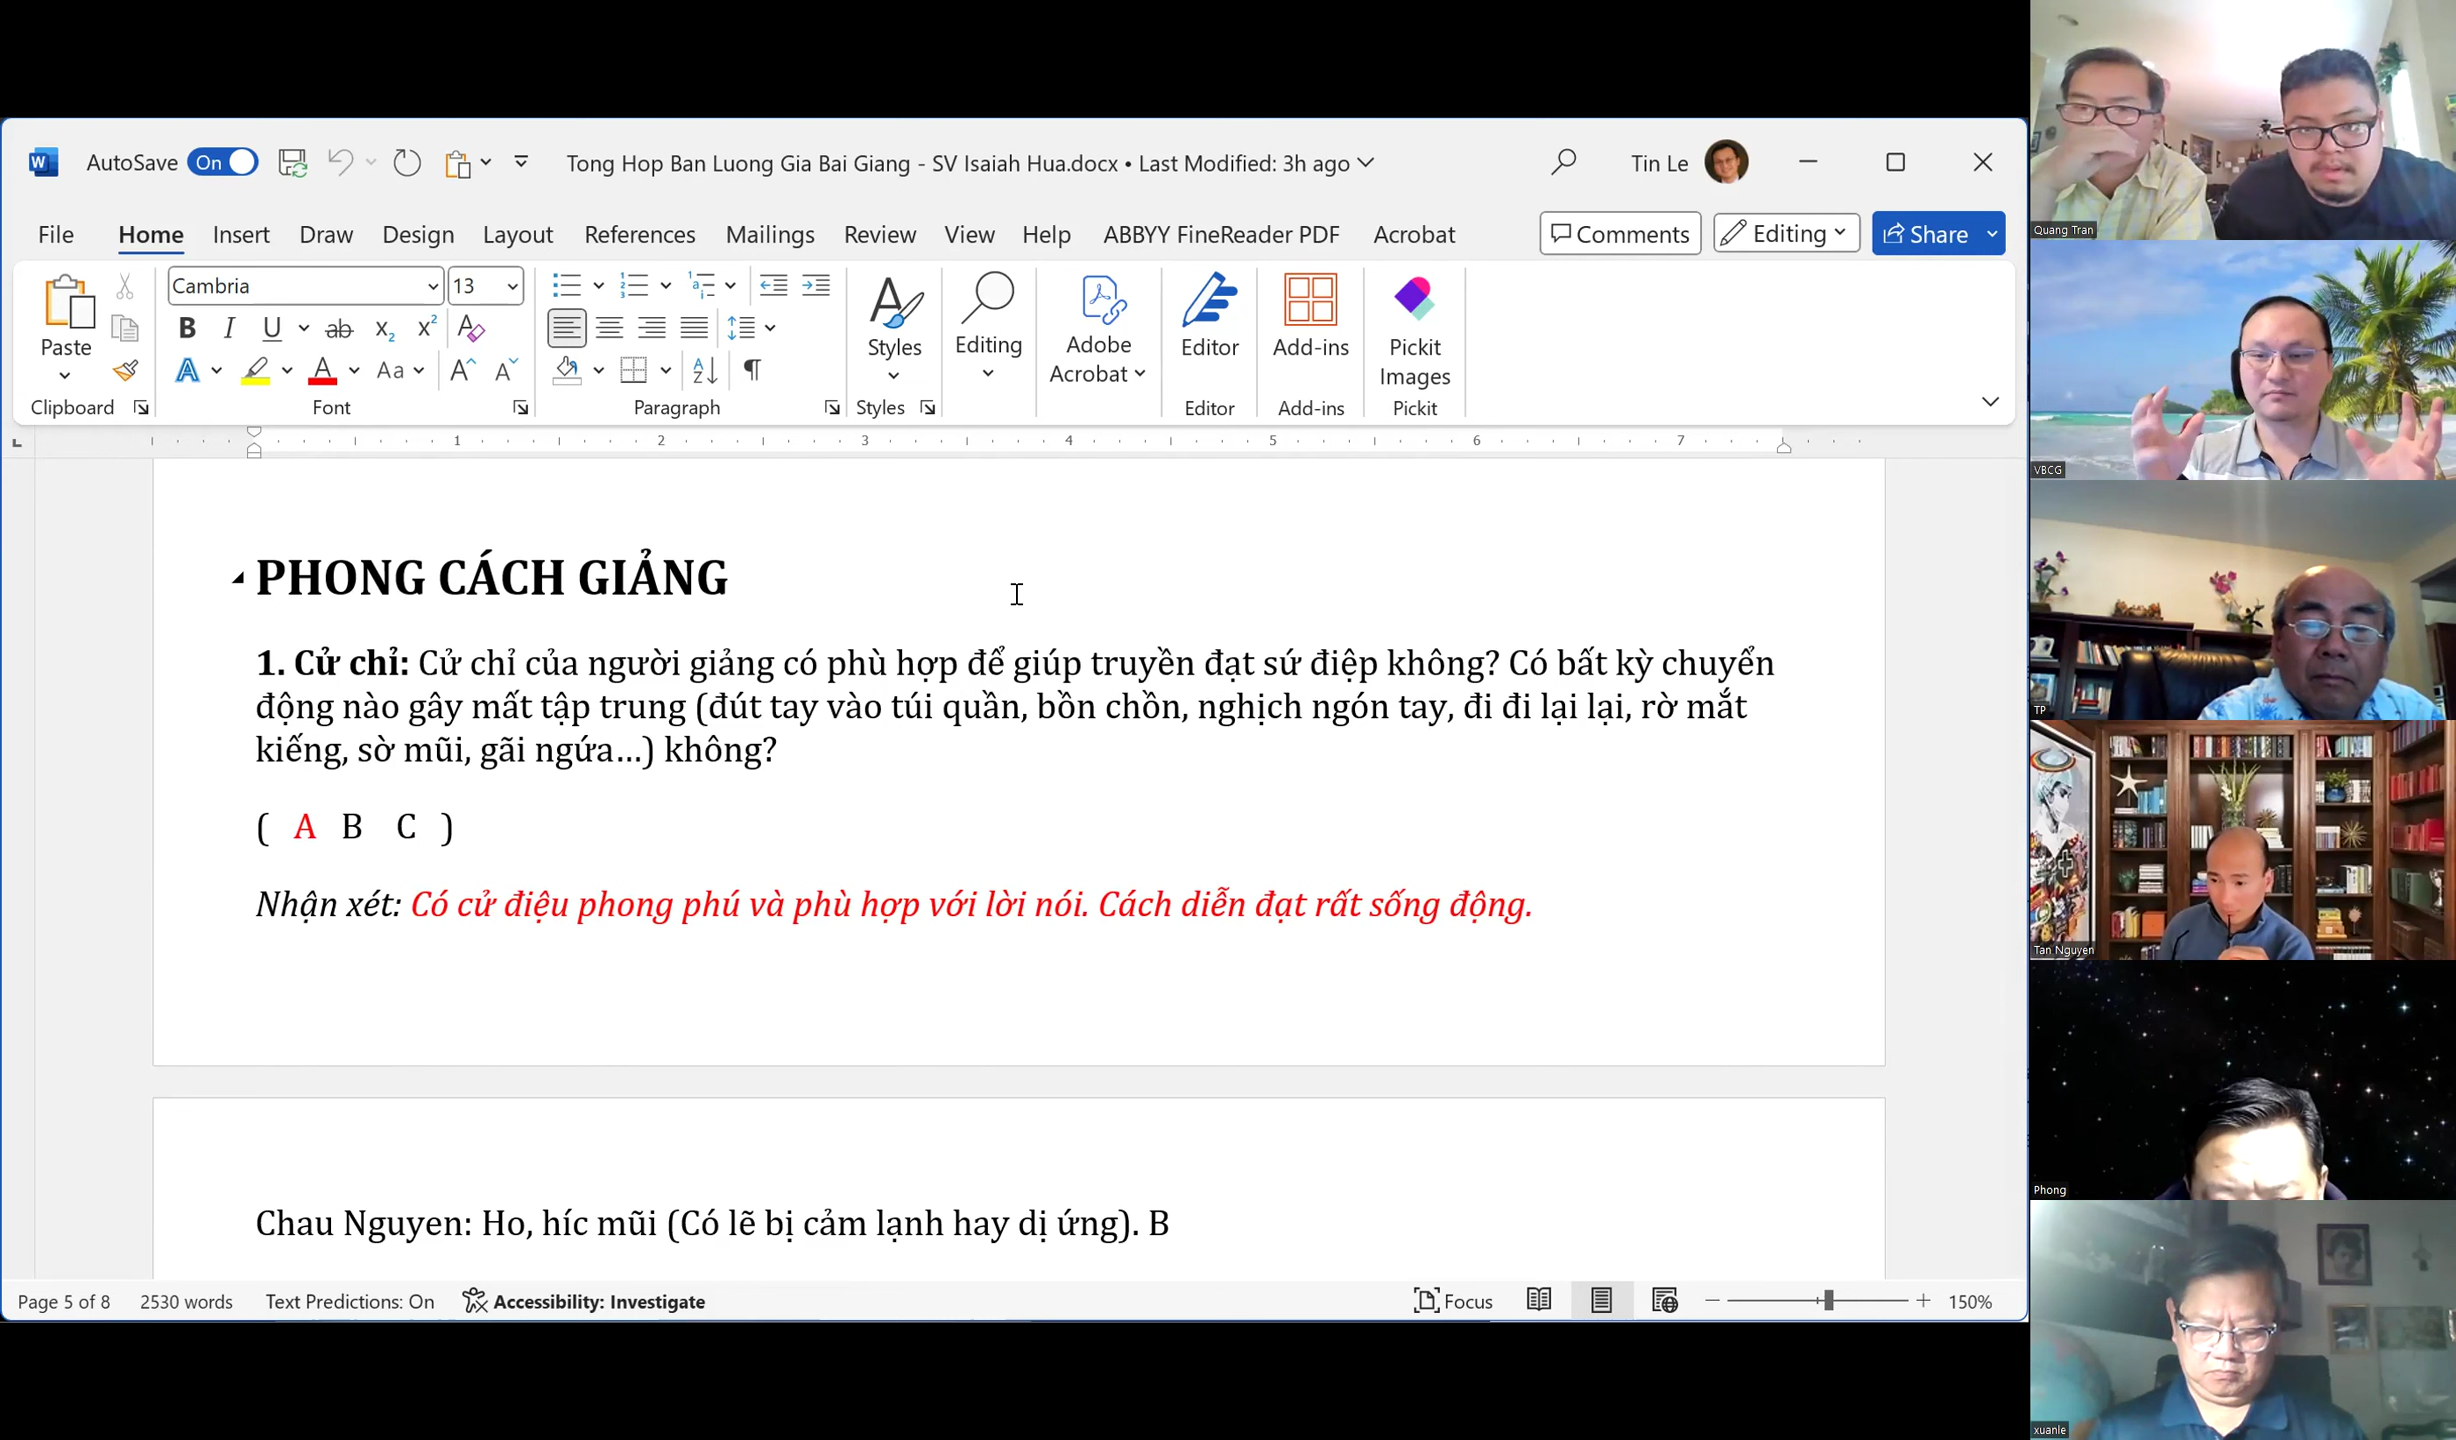 AutoSave On Tong Hop Ban Luong Gia Bai Giang - SV Isaiah Hua.docx • Last Modified: 3h ago Tin Le
File Home Insert Draw Design Layout References Mailings Review View Help ABBYY FineReader PDF Acrobat Comments Editing Share
Paste
Clipboard
Cambria 13
Font
Paragraph
Styles
Styles
Editing
Adobe Acrobat
Editor
Editor
Add-ins
Add-ins
Pickit Images
Pickit
1 2 3 4 5 6 7
PHONG CÁCH GIẢNG
1. Cử chỉ: Cử chỉ của người giảng có phù hợp để giúp truyền đạt sứ điệp không? Có bất kỳ chuyển
động nào gây mất tập trung (đút tay vào túi quần, bồn chồn, nghịch ngón tay, đi đi lại lại, rờ mắt
kiếng, sờ mũi, gãi ngứa...) không?
( A B C )
Nhận xét: Có cử điệu phong phú và phù hợp với lời nói. Cách diễn đạt rất sống động.
Chau Nguyen: Ho, híc mũi (Có lẽ bị cảm lạnh hay dị ứng). B
Page 5 of 8 2530 words Text Predictions: On Accessibility: Investigate Focus 150%
Quang Tran
VBCG
TP
Tan Nguyen
Phong
xuanle